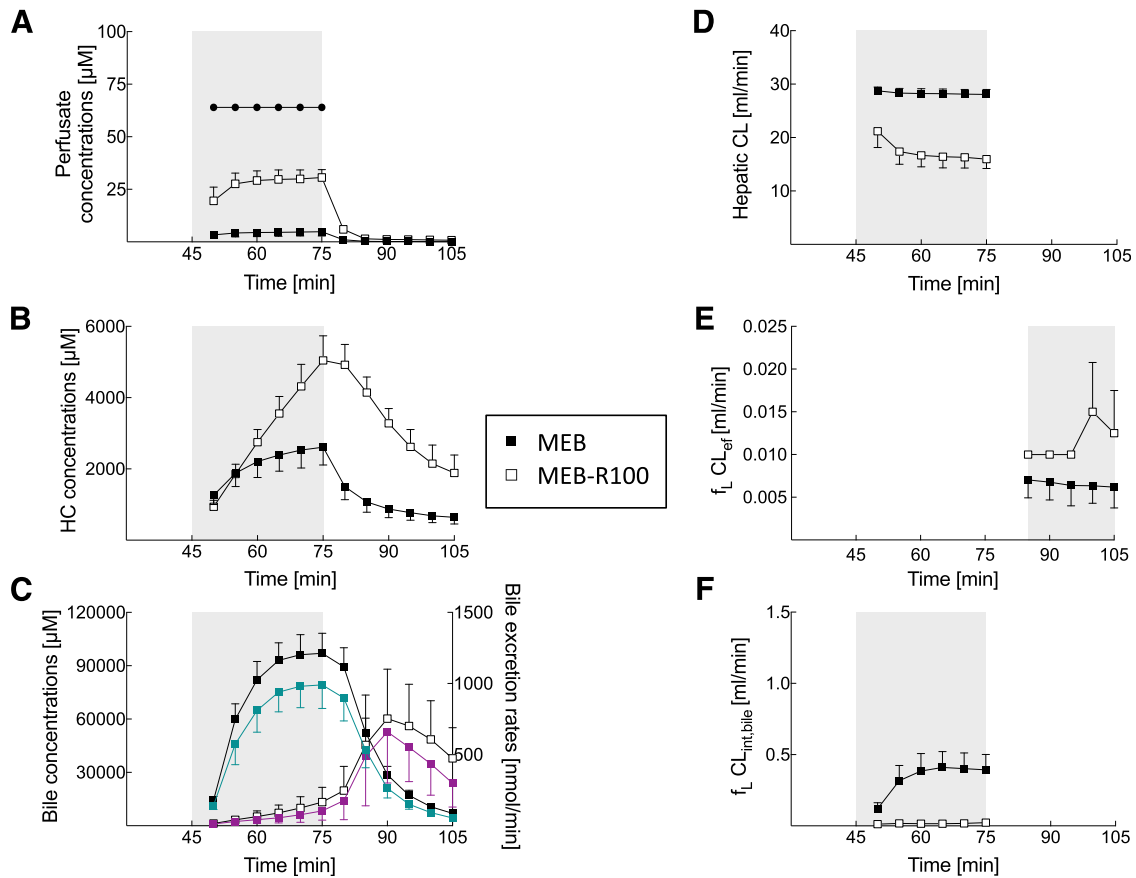 A
Perfusate
concentrations [µM]
100
75
50
25
45 60 75 90 105
Time [min]
B
HC concentrations [µM]
6000
4000
2000
45 60 75 90 105
Time [min]
C
Bile concentrations [µM]
120000
90000
60000
30000
1500
1000
500
Bile excretion rates [nmol/min]
45 60 75 90 105
Time [min]
MEB
MEB-R100
D
Hepatic CL [ml/min]
40
30
20
10
45 60 75 90 105
Time [min]
E
fL CLef [ml/min]
0.025
0.020
0.015
0.010
0.005
45 60 75 90 105
Time [min]
F
fL CLint,bile [ml/min]
1.5
1.0
0.5
45 60 75 90 105
Time [min]